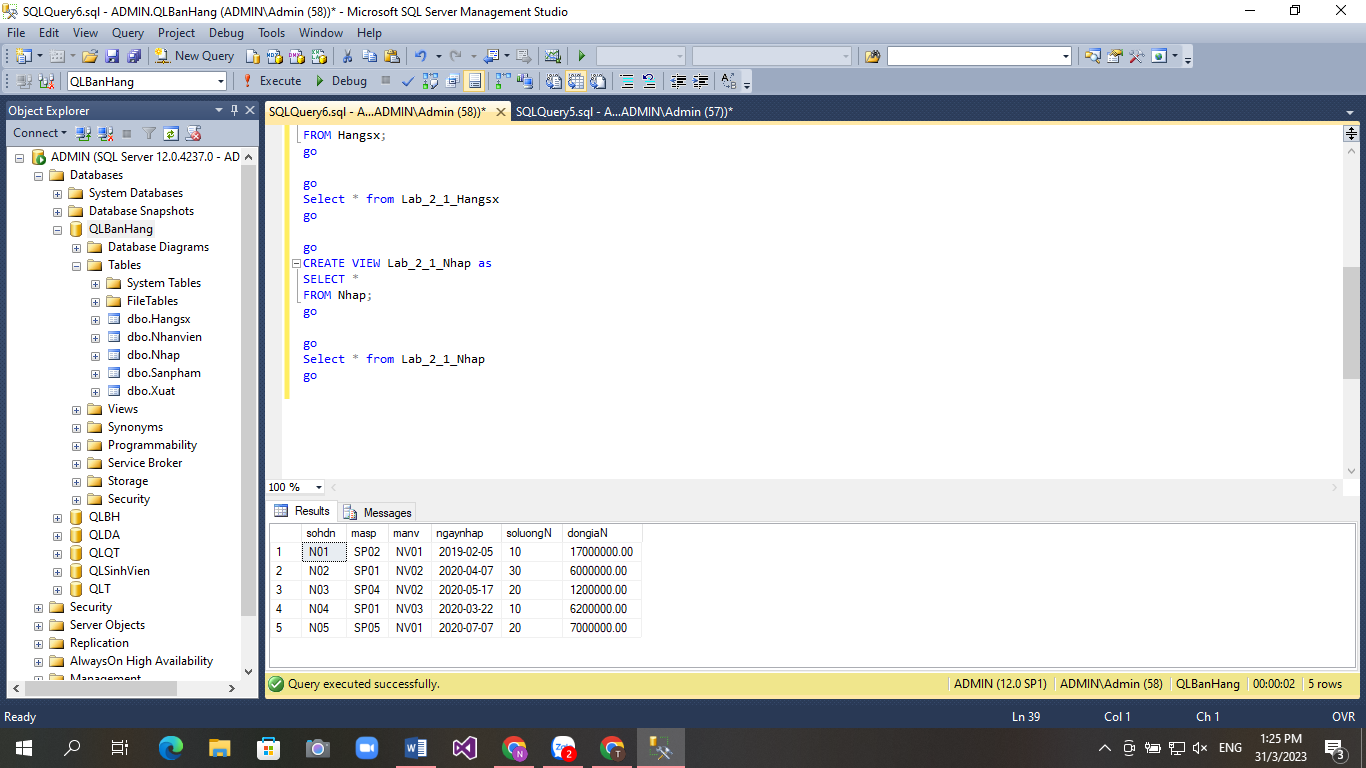 SQLQuery6.sql - ADMIN.QLBanHang (ADMIN\Admin (58))* - Microsoft SQL Server Management Studio
File Edit View Query Project Debug Tools Window Help
New Query
QLBanHang Execute Debug
Object Explorer
Connect
ADMIN (SQL Server 12.0.4237.0 - AD
Databases
System Databases
Database Snapshots
QLBanHang
Database Diagrams
Tables
System Tables
FileTables
dbo.Hangsx
dbo.Nhanvien
dbo.Nhap
dbo.Sanpham
dbo.Xuat
Views
Synonyms
Programmability
Service Broker
Storage
Security
QLBH
QLDA
QLQT
QLSinhVien
QLT
Security
Server Objects
Replication
AlwaysOn High Availability
Management
SQLQuery6.sql - A...ADMIN\Admin (58))* SQLQuery5.sql - A...ADMIN\Admin (57))*
FROM Hangsx;
go
go
Select * from Lab_2_1_Hangsx
go
go
CREATE VIEW Lab_2_1_Nhap as
SELECT *
FROM Nhap;
go
go
Select * from Lab_2_1_Nhap
go
100 %
Results Messages
sohdn masp manv ngaynhap soluongN dongiaN
1 N01 SP02 NV01 2019-02-05 10 17000000.00
2 N02 SP01 NV02 2020-04-07 30 6000000.00
3 N03 SP04 NV02 2020-05-17 20 1200000.00
4 N04 SP01 NV03 2020-03-22 10 6200000.00
5 N05 SP05 NV01 2020-07-07 20 7000000.00
Query executed successfully. ADMIN (12.0 SP1) ADMIN\Admin (58) QLBanHang 00:00:02 5 rows
Ready Ln 39 Col 1 Ch 1 OVR
N Zalo 2 T ENG 1:25 PM
31/3/2023 3